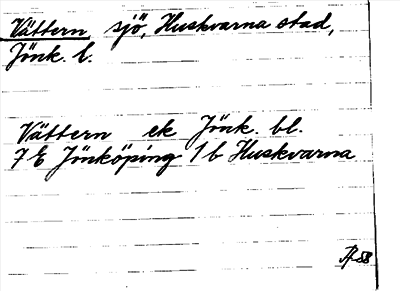 Vättern sjö, Huskvarna stad,
Jönk. l.
Vättern ek Jönk. bl.
7 E Jönköping 1 b Huskvarna